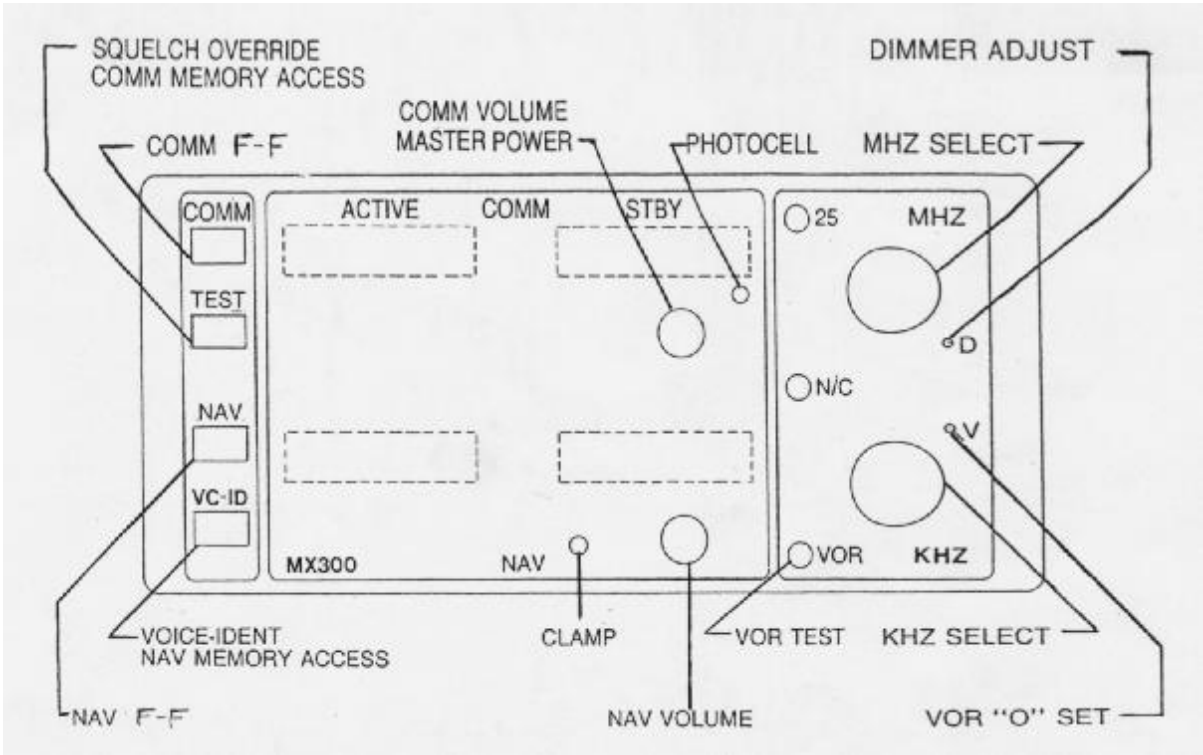 SQUELCH OVERRIDE
COMM MEMORY ACCESS
DIMMER ADJUST
COMM VOLUME
MASTER POWER
COMM F-F
PHOTOCELL
MHZ SELECT
COMM
ACTIVE COMM STBY
25
MHZ
TEST
D
N/C
NAV
V
VC-ID
MX300
NAV
VOR
KHZ
VOICE-IDENT
NAV MEMORY ACCESS
CLAMP
VOR TEST
KHZ SELECT
NAV F-F
NAV VOLUME
VOR "O" SET